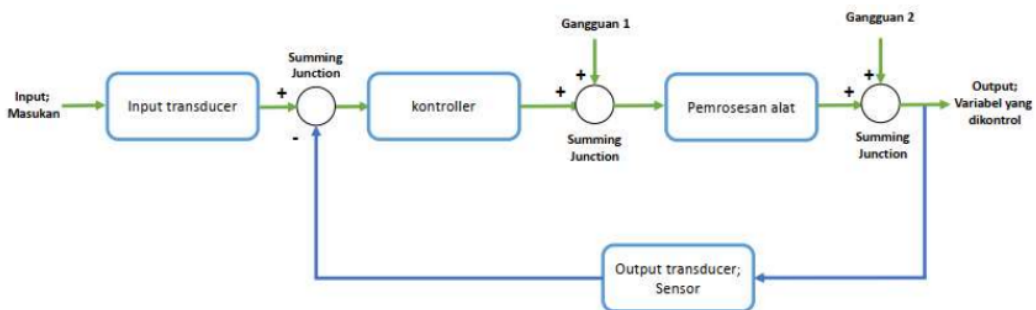 Gangguan 1
Gangguan 2
Summing
Junction
Input;
Masukan
Input transducer
+
-
kontroller
+
+
Summing
Junction
Pemrosesan alat
+
+
Summing
Junction
Output;
Variabel yang
dikontrol
Output transducer;
Sensor